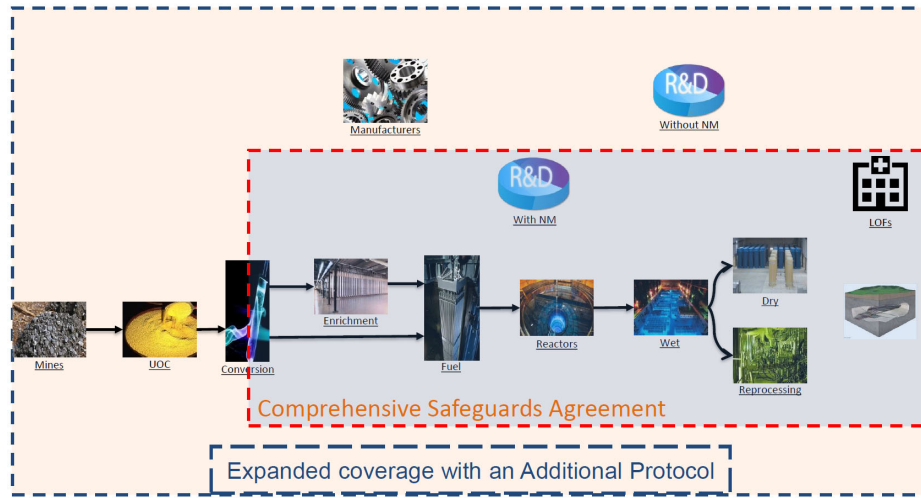 R&D
Without NM
Manufacturers
R&D
With NM
LOFs
Enrichment
Dry
Mines
UOC
Conversion
Fuel
Reactors
Wet
Reprocessing
Comprehensive Safeguards Agreement
Expanded coverage with an Additional Protocol